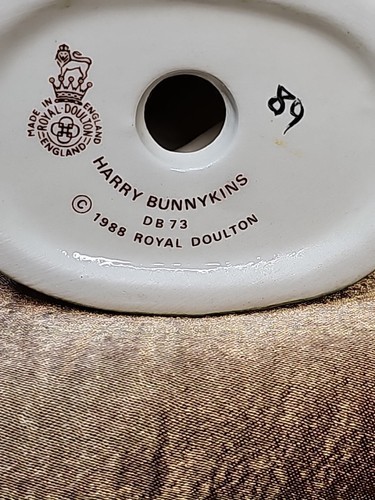 MADE IN ENGLAND
ROYAL·DOULTON
ENGLAND
89
HARRY BUNNYKINS
DB 73
© 1988 ROYAL DOULTON